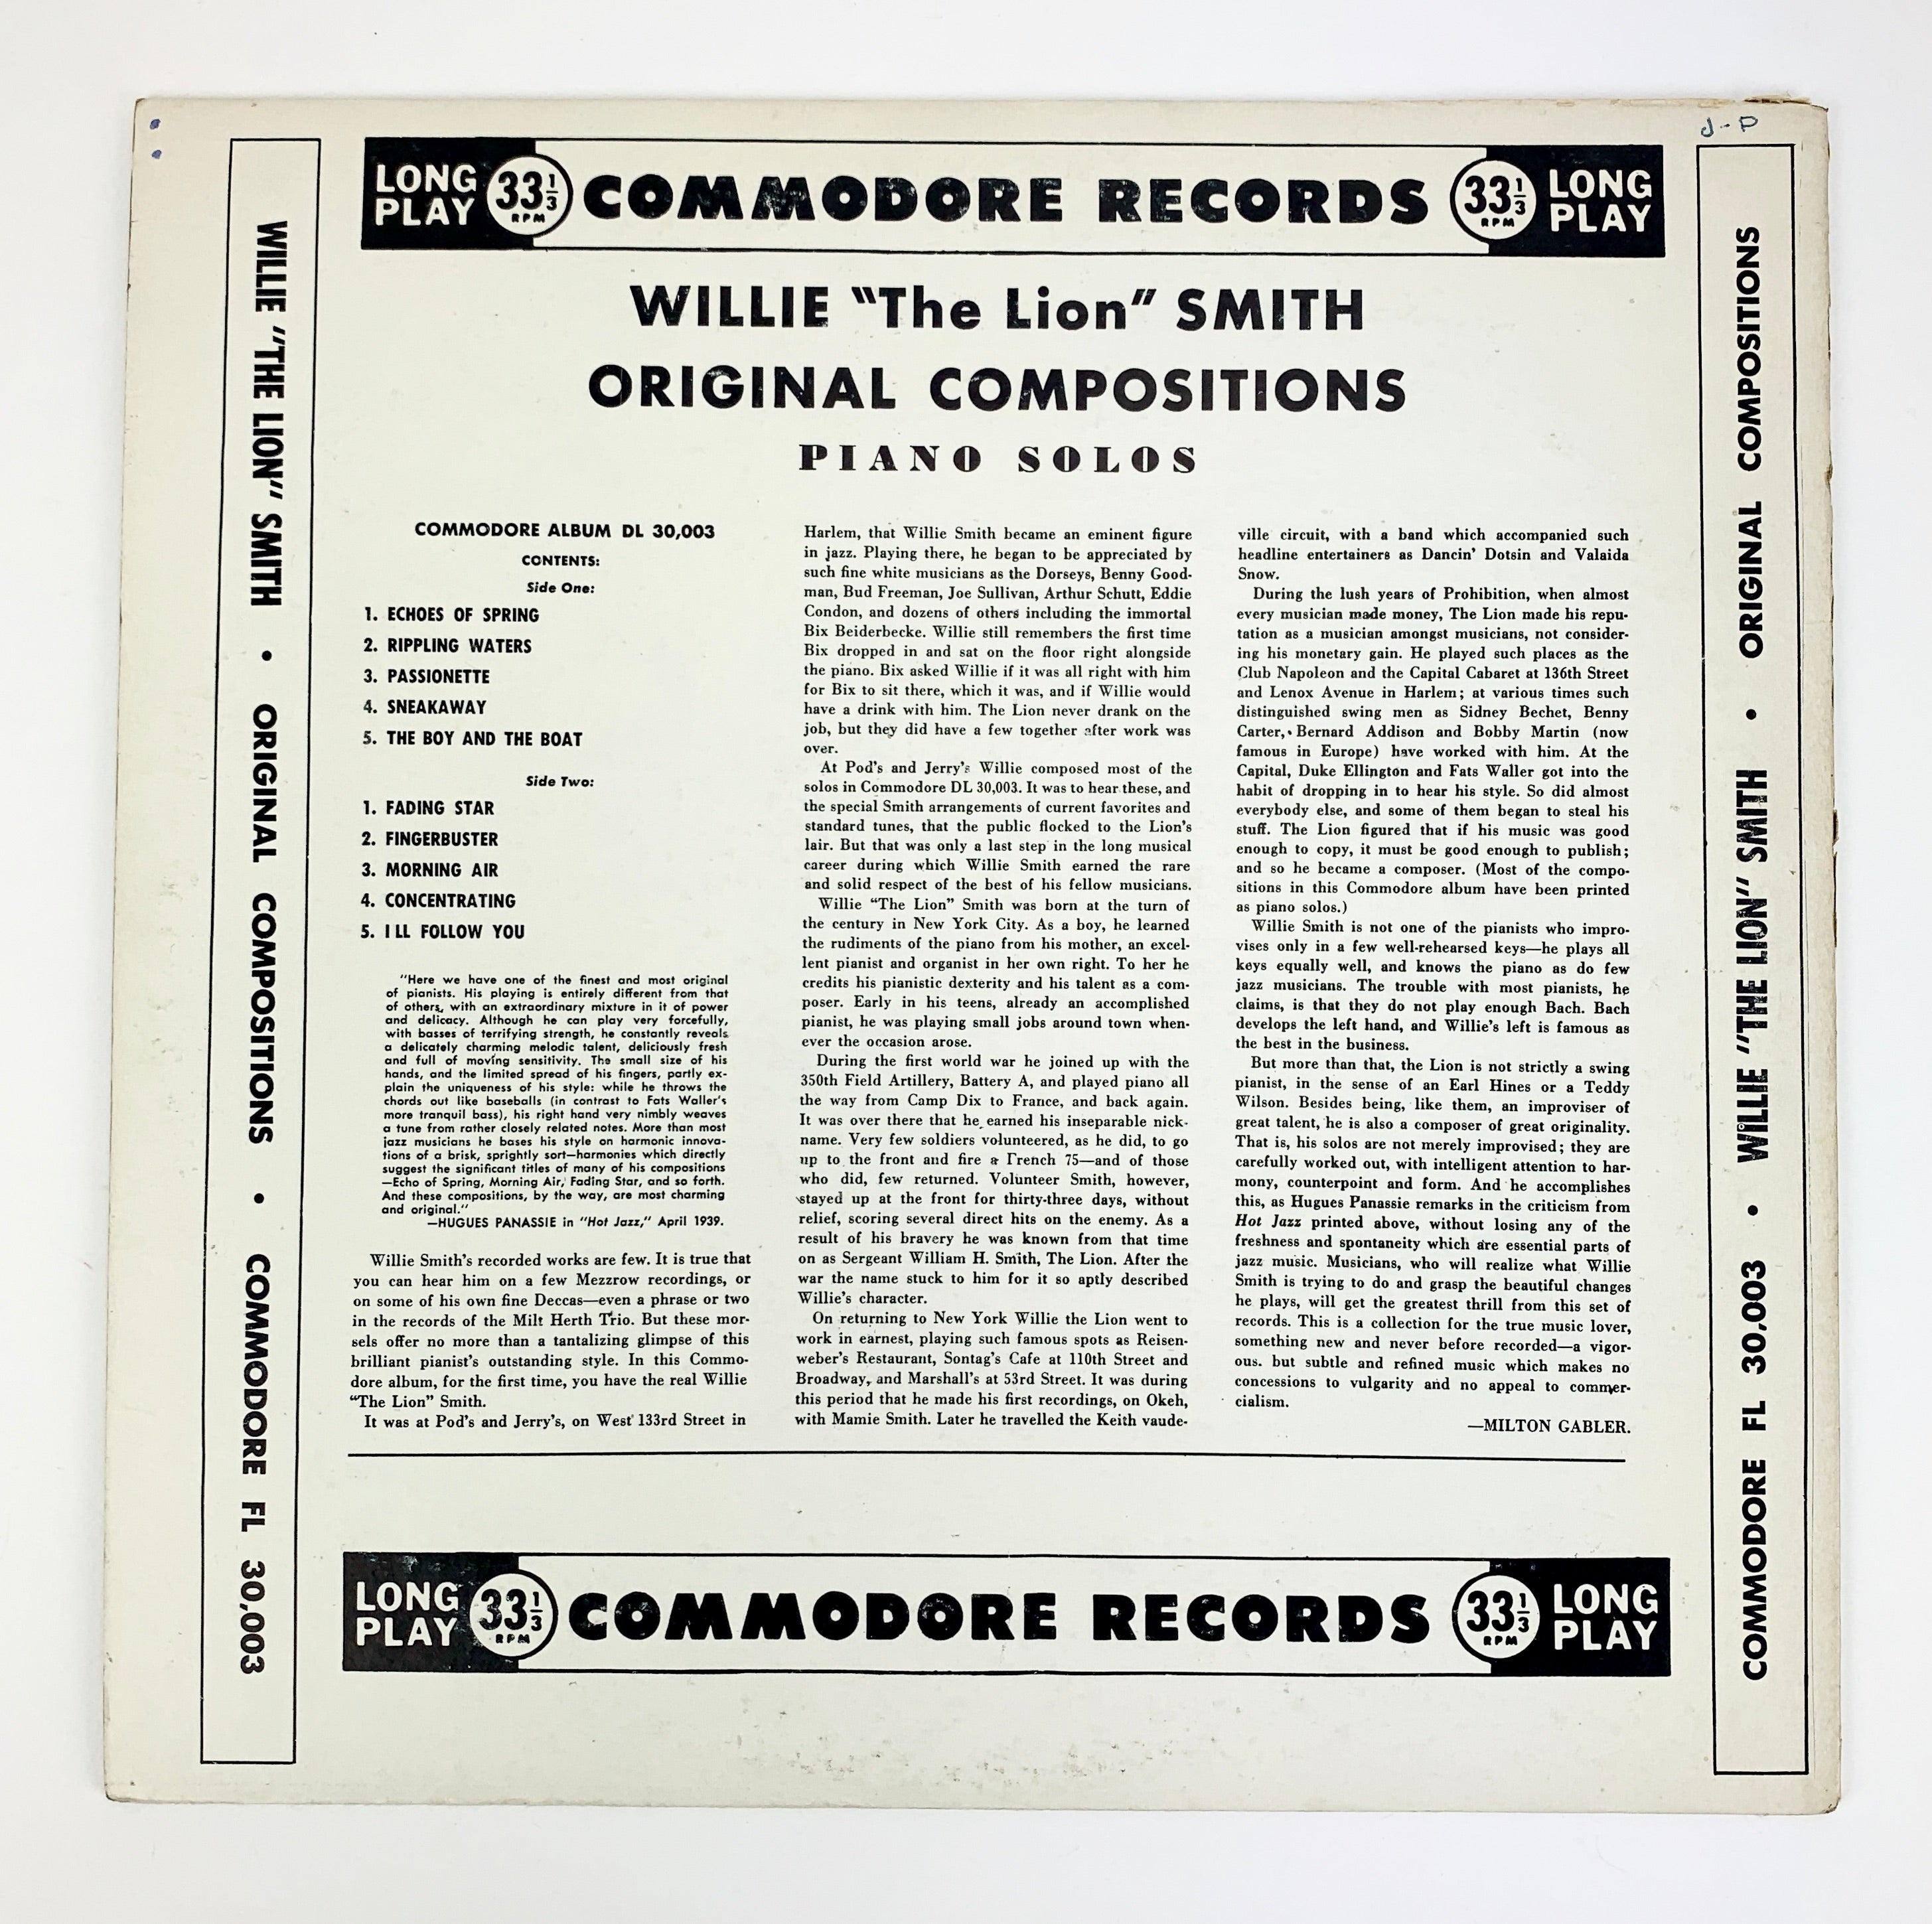 J-P
LONG PLAY 33 1/3 RPM COMMODORE RECORDS 33 1/3 RPM LONG PLAY
WILLIE "The Lion" SMITH
ORIGINAL COMPOSITIONS
PIANO SOLOS
WILLIE "THE LION" SMITH • ORIGINAL COMPOSITIONS • COMMODORE FL 30,003
COMMODORE ALBUM DL 30,003
CONTENTS:
Side One:
1. ECHOES OF SPRING
2. RIPPLING WATERS
3. PASSIONETTE
4. SNEAKAWAY
5. THE BOY AND THE BOAT
Side Two:
1. FADING STAR
2. FINGERBUSTER
3. MORNING AIR
4. CONCENTRATING
5. I LL FOLLOW YOU
"Here we have one of the finest and most original
of pianists. His playing is entirely different from that
of others, with an extraordinary mixture in it of power
and delicacy. Although he can play very forcefully,
with basses of terrifying strength, he constantly reveals
a delicately charming melodic talent, deliciously fresh
and full of moving sensitivity. The small size of his
hands, and the limited spread of his fingers, partly ex-
plain the uniqueness of his style: while he throws the
chords out like baseballs (in contrast to Fats Waller's
more tranquil bass), his right hand very nimbly weaves
a tune from rather closely related notes. More than most
jazz musicians he bases his style on harmonic innova-
tions of a brisk, sprightly sort—harmonies which directly
suggest the significant titles of many of his compositions
—Echo of Spring, Morning Air, Fading Star, and so forth.
And these compositions, by the way, are most charming
and original."
—HUGUES PANASSIE in "Hot Jazz," April 1939.
Willie Smith's recorded works are few. It is true that
you can hear him on a few Mezzrow recordings, or
on some of his own fine Deccas—even a phrase or two
in the records of the Milt Herth Trio. But these mor-
sels offer no more than a tantalizing glimpse of this
brilliant pianist's outstanding style. In this Commo-
dore album, for the first time, you have the real Willie
"The Lion" Smith.
It was at Pod's and Jerry's, on West 133rd Street in
Harlem, that Willie Smith became an eminent figure
in jazz. Playing there, he began to be appreciated by
such fine white musicians as the Dorseys, Benny Good-
man, Bud Freeman, Joe Sullivan, Arthur Schutt, Eddie
Condon, and dozens of others including the immortal
Bix Beiderbecke. Willie still remembers the first time
Bix dropped in and sat on the floor right alongside
the piano. Bix asked Willie if it was all right with him
for Bix to sit there, which it was, and if Willie would
have a drink with him. The Lion never drank on the
job, but they did have a few together after work was
over.
At Pod's and Jerry's Willie composed most of the
solos in Commodore DL 30,003. It was to hear these, and
the special Smith arrangements of current favorites and
standard tunes, that the public flocked to the Lion's
lair. But that was only a last step in the long musical
career during which Willie Smith earned the rare
and solid respect of the best of his fellow musicians.
Willie "The Lion" Smith was born at the turn of
the century in New York City. As a boy, he learned
the rudiments of the piano from his mother, an excel-
lent pianist and organist in her own right. To her he
credits his pianistic dexterity and his talent as a com-
poser. Early in his teens, already an accomplished
pianist, he was playing small jobs around town when-
ever the occasion arose.
During the first world war he joined up with the
350th Field Artillery, Battery A, and played piano all
the way from Camp Dix to France, and back again.
It was over there that he earned his inseparable nick-
name. Very few soldiers volunteered, as he did, to go
up to the front and fire a French 75—and of those
who did, few returned. Volunteer Smith, however,
stayed up at the front for thirty-three days, without
relief, scoring several direct hits on the enemy. As a
result of his bravery he was known from that time
on as Sergeant William H. Smith, The Lion. After the
war the name stuck to him for it so aptly described
Willie's character.
On returning to New York Willie the Lion went to
work in earnest, playing such famous spots as Reisen-
weber's Restaurant, Sontag's Cafe at 110th Street and
Broadway, and Marshall's at 53rd Street. It was during
this period that he made his first recordings, on Okeh,
with Mamie Smith. Later he travelled the Keith vaude-
ville circuit, with a band which accompanied such
headline entertainers as Dancin' Dotsin and Valaida
Snow.
During the lush years of Prohibition, when almost
every musician made money, The Lion made his repu-
tation as a musician amongst musicians, not consider-
ing his monetary gain. He played such places as the
Club Napoleon and the Capital Cabaret at 136th Street
and Lenox Avenue in Harlem; at various times such
distinguished swing men as Sidney Bechet, Benny
Carter, Bernard Addison and Bobby Martin (now
famous in Europe) have worked with him. At the
Capital, Duke Ellington and Fats Waller got into the
habit of dropping in to hear his style. So did almost
everybody else, and some of them began to steal his
stuff. The Lion figured that if his music was good
enough to copy, it must be good enough to publish;
and so he became a composer. (Most of the compo-
sitions in this Commodore album have been printed
as piano solos.)
Willie Smith is not one of the pianists who impro-
vises only in a few well-rehearsed keys—he plays all
keys equally well, and knows the piano as do few
jazz musicians. The trouble with most pianists, he
claims, is that they do not play enough Bach. Bach
develops the left hand, and Willie's left is famous as
the best in the business.
But more than that, the Lion is not strictly a swing
pianist, in the sense of an Earl Hines or a Teddy
Wilson. Besides being, like them, an improviser of
great talent, he is also a composer of great originality.
That is, his solos are not merely improvised; they are
carefully worked out, with intelligent attention to har-
mony, counterpoint and form. And he accomplishes
this, as Hugues Panassie remarks in the criticism from
Hot Jazz printed above, without losing any of the
freshness and spontaneity which are essential parts of
jazz music. Musicians, who will realize what Willie
Smith is trying to do and grasp the beautiful changes
he plays, will get the greatest thrill from this set of
records. This is a collection for the true music lover,
something new and never before recorded—a vigor-
ous. but subtle and refined music which makes no
concessions to vulgarity and no appeal to commer-
cialism.
—MILTON GABLER.
COMMODORE FL 30,003 • WILLIE "THE LION" SMITH • ORIGINAL COMPOSITIONS
LONG PLAY 33 1/3 RPM COMMODORE RECORDS 33 1/3 RPM LONG PLAY